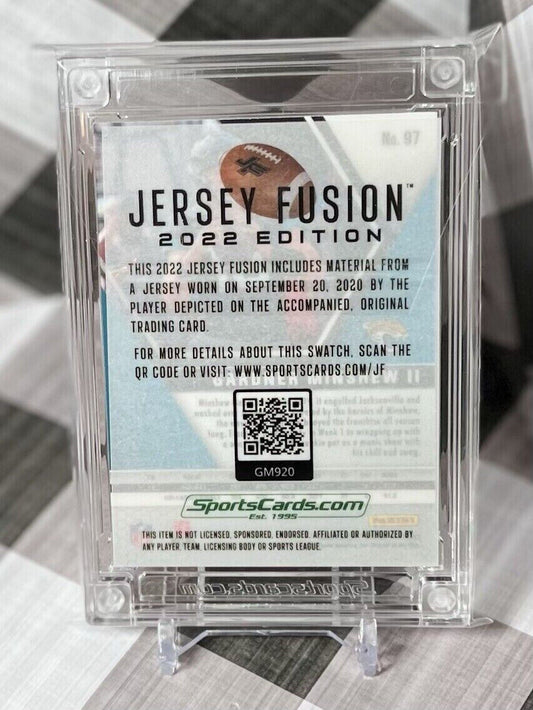 No. 97
JERSEY FUSION™
2022 EDITION
THIS 2022 JERSEY FUSION INCLUDES MATERIAL FROM
A JERSEY WORN ON SEPTEMBER 20, 2020 BY THE
PLAYER DEPICTED ON THE ACCOMPANIED, ORIGINAL
TRADING CARD.
FOR MORE DETAILS ABOUT THIS SWATCH, SCAN THE
QR CODE OR VISIT: WWW.SPORTSCARDS.COM/JF
GARDNER MINSHEW II
GM920
SportsCards.com
Est. 1995
THIS ITEM IS NOT LICENSED, SPONSORED, ENDORSED, AFFILIATED OR AUTHORIZED BY
ANY PLAYER, TEAM, LICENSING BODY OR SPORTS LEAGUE.
Sportscards.com